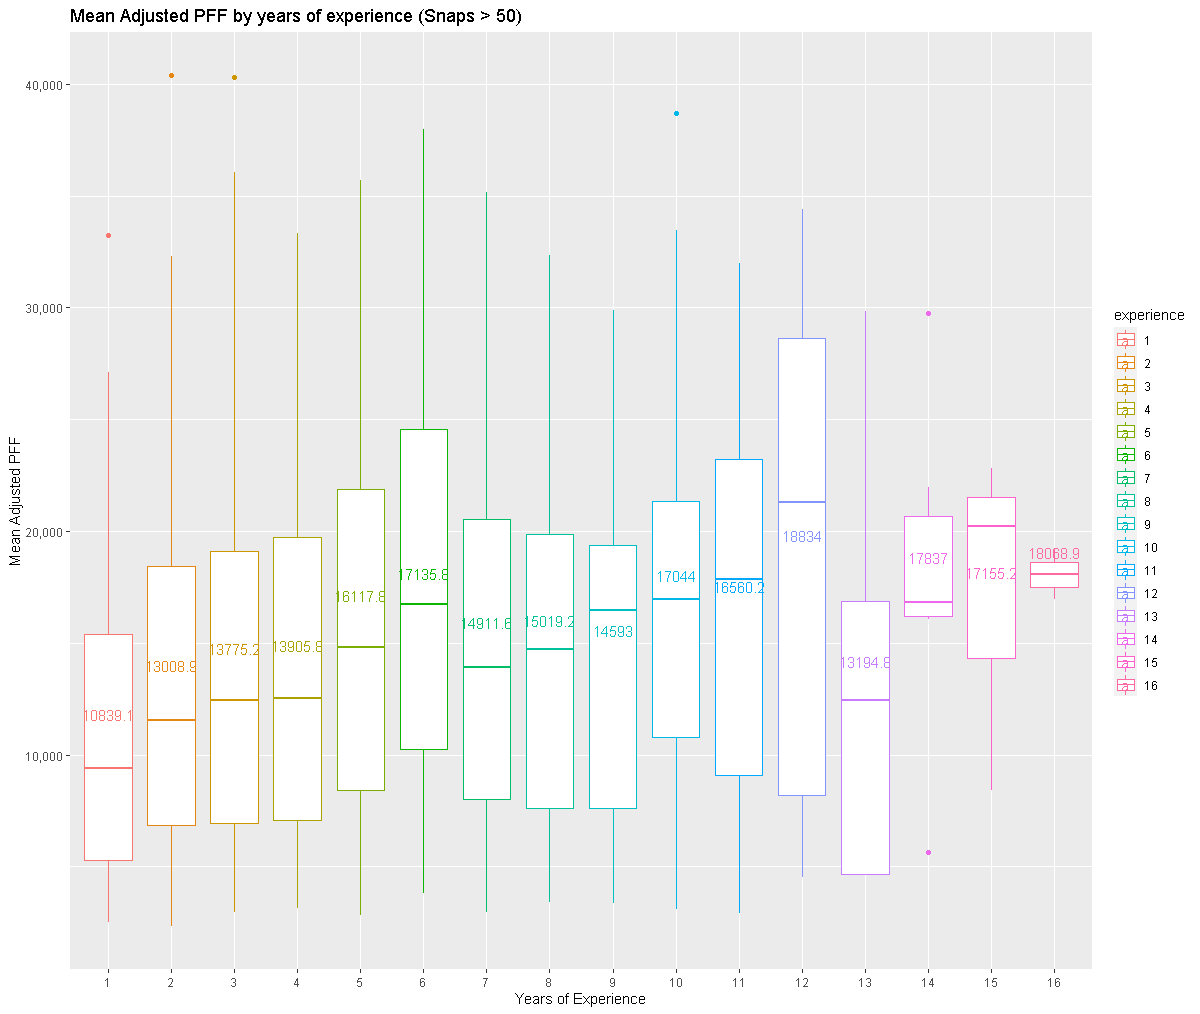 Mean Adjusted PFF by years of experience (Snaps > 50)
Mean Adjusted PFF
40,000
30,000
20,000
10,000
10839.1
13008.9
13775.2
13905.8
16117.8
17135.8
14911.6
15019.2
14593
17044
16560.2
18834
13194.8
17837
17155.2
18068.9
1 2 3 4 5 6 7 8 9 10 11 12 13 14 15 16
Years of Experience
experience
a 1
a 2
a 3
a 4
a 5
a 6
a 7
a 8
a 9
a 10
a 11
a 12
a 13
a 14
a 15
a 16